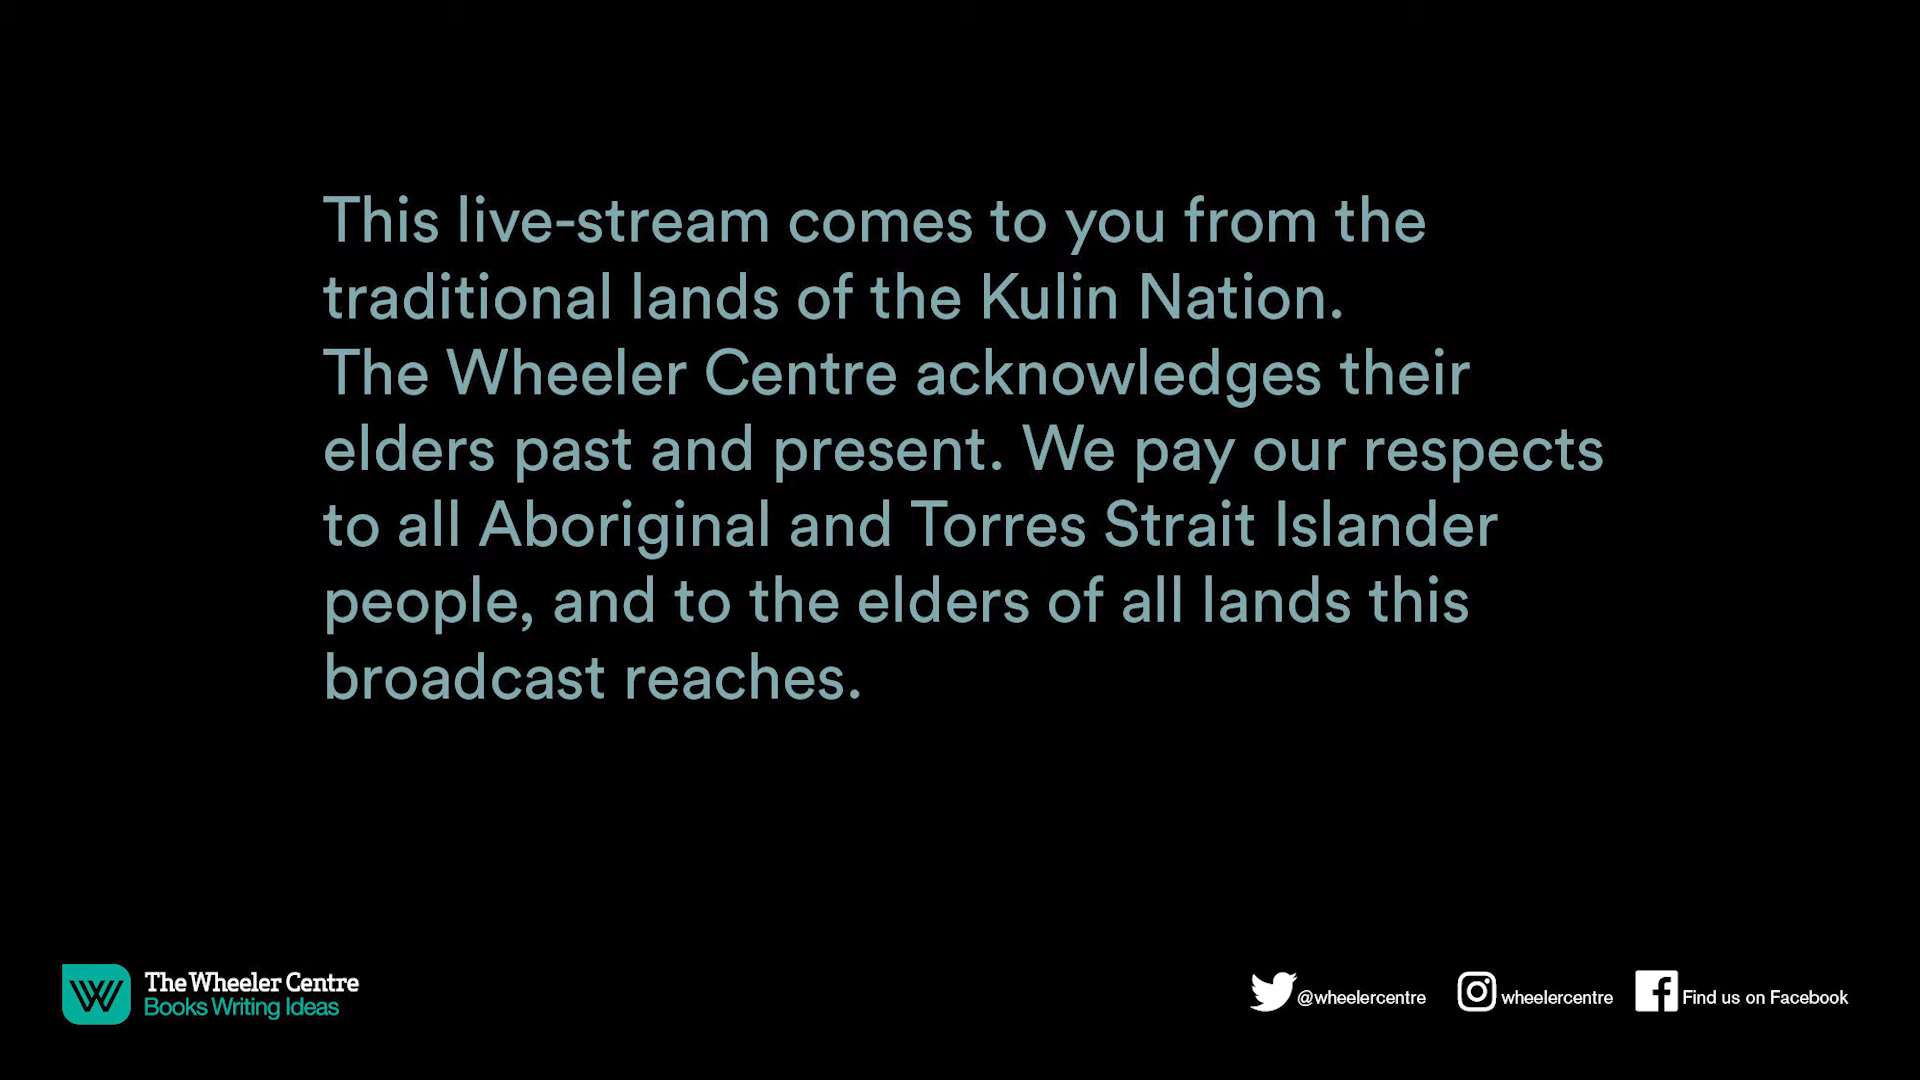 This live-stream comes to you from the
traditional lands of the Kulin Nation.
The Wheeler Centre acknowledges their
elders past and present. We pay our respects
to all Aboriginal and Torres Strait Islander
people, and to the elders of all lands this
broadcast reaches.
The Wheeler Centre
Books Writing Ideas
@wheelercentre
wheelercentre
Find us on Facebook